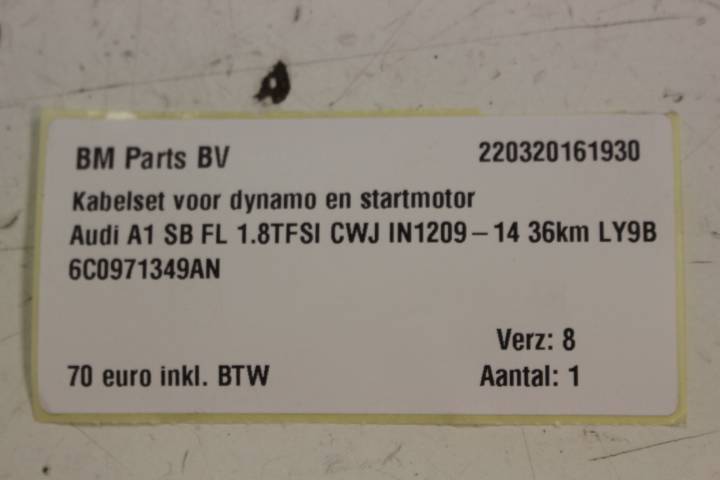 BM Parts BV 220320161930
Kabelset voor dynamo en startmotor
Audi A1 SB FL 1.8TFSI CWJ IN1209-14 36km LY9B
6C0971349AN
Verz: 8
70 euro inkl. BTW Aantal: 1